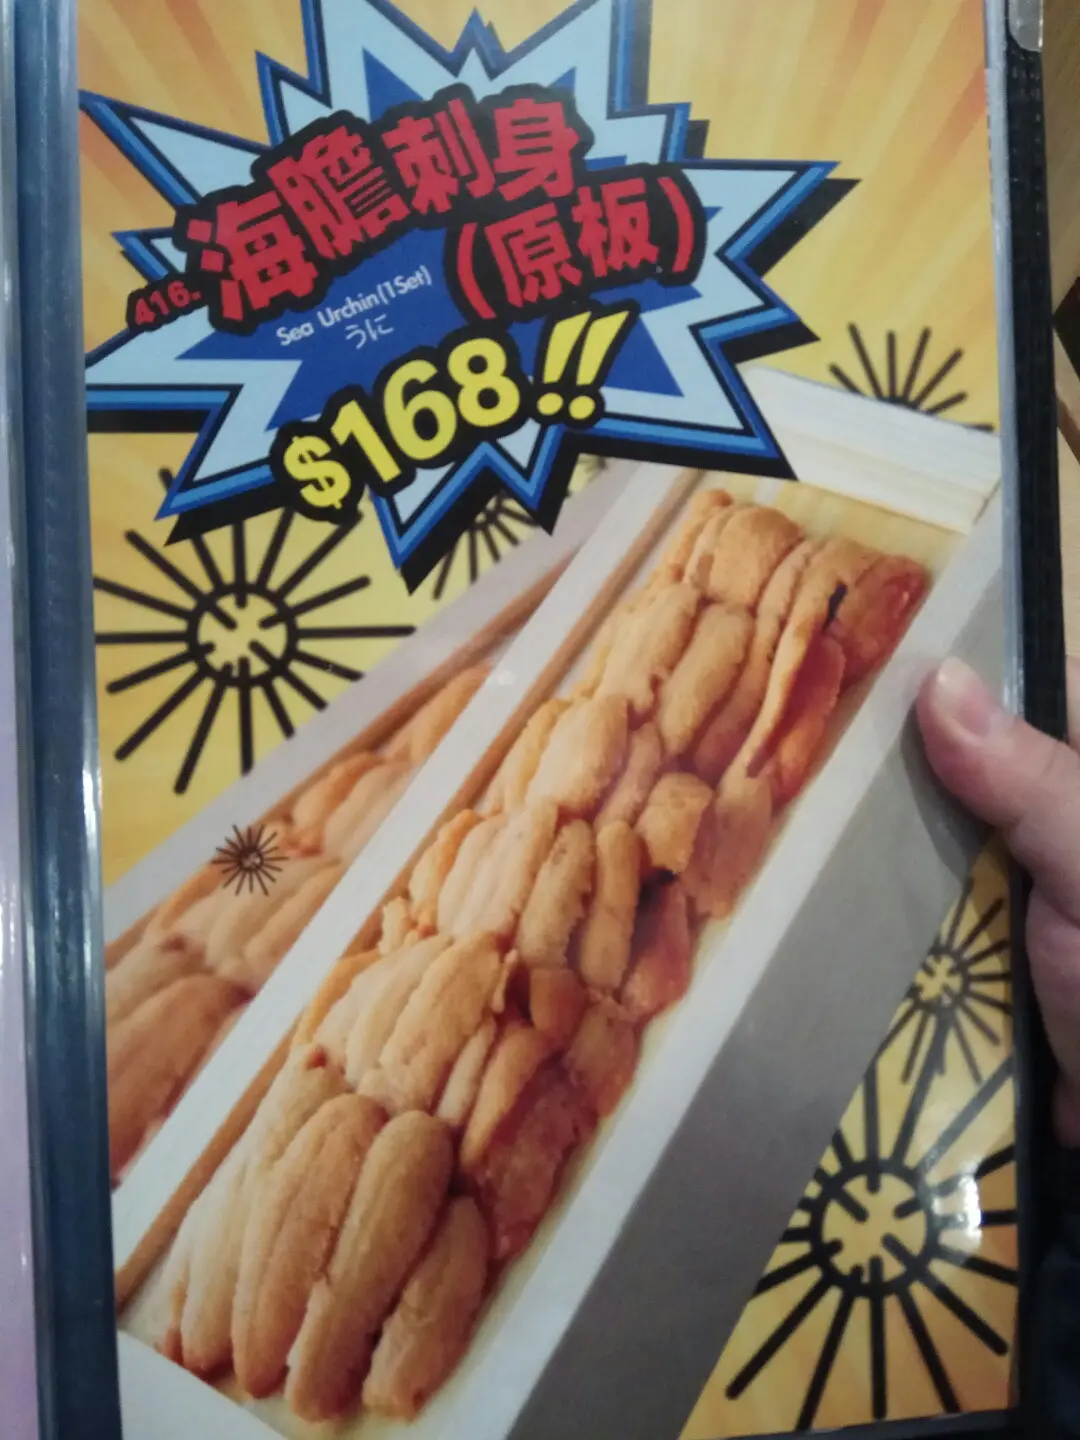 416. 海膽刺身
(原板)
Sea Urchin(1Set)
うに
$168!!